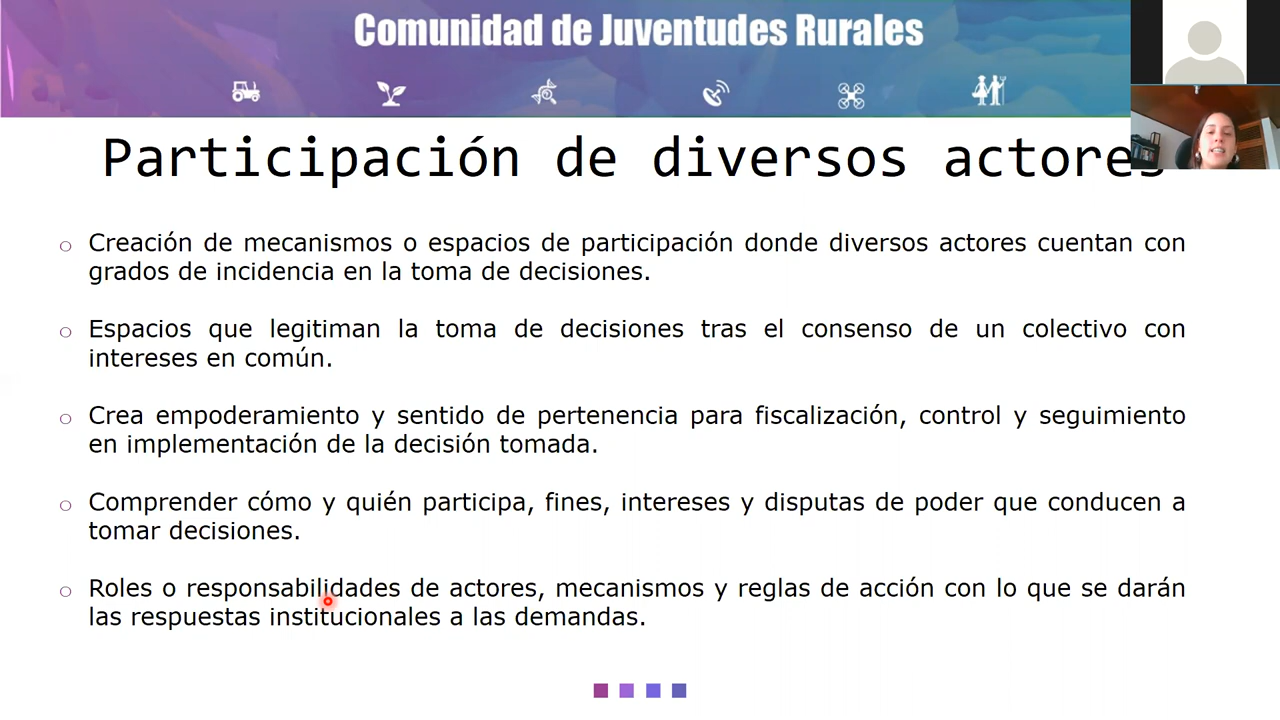 Comunidad de Juventudes Rurales
Participación de diversos actores
Creación de mecanismos o espacios de participación donde diversos actores cuentan con
grados de incidencia en la toma de decisiones.
Espacios que legitiman la toma de decisiones tras el consenso de un colectivo con
intereses en común.
Crea empoderamiento y sentido de pertenencia para fiscalización, control y seguimiento
en implementación de la decisión tomada.
Comprender cómo y quién participa, fines, intereses y disputas de poder que conducen a
tomar decisiones.
Roles o responsabilidades de actores, mecanismos y reglas de acción con lo que se darán
las respuestas institucionales a las demandas.